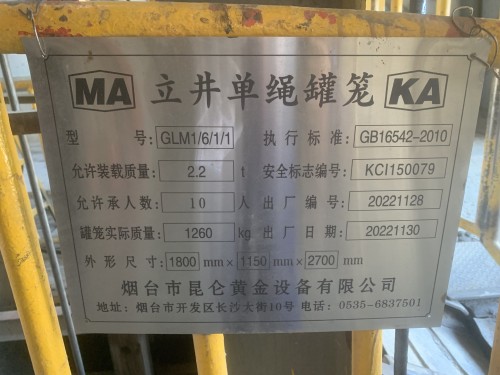 MA 立井单绳罐笼 KA
型号: GLM1/6/1/1 执行标准: GB16542-2010
允许装载质量: 2.2 t 安全标志编号: KCI150079
允许承人数: 10 人 出厂编号: 20221128
罐笼实际质量: 1260 kg 出厂日期: 20221130
外形尺寸: 1800 mm× 1150 mm× 2700 mm
烟台市昆仑黄金设备有限公司
地址: 烟台市开发区长沙大街10号 电话: 0535-6837501